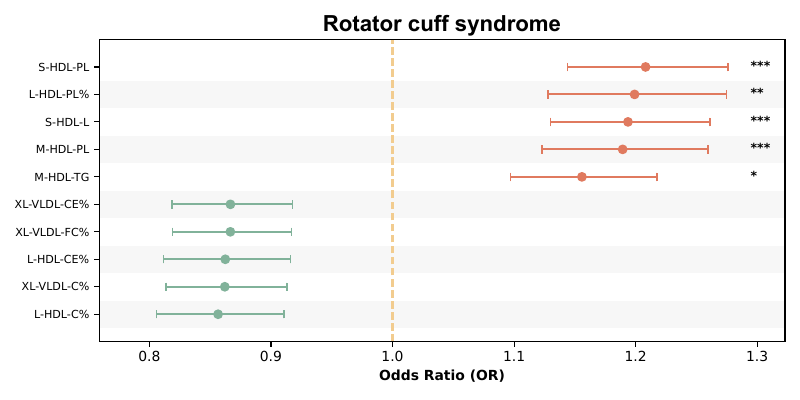 Rotator cuff syndrome
S-HDL-PL ***
L-HDL-PL% **
S-HDL-L ***
M-HDL-PL ***
M-HDL-TG *
XL-VLDL-CE%
XL-VLDL-FC%
L-HDL-CE%
XL-VLDL-C%
L-HDL-C%
0.8 0.9 1.0 1.1 1.2 1.3
Odds Ratio (OR)